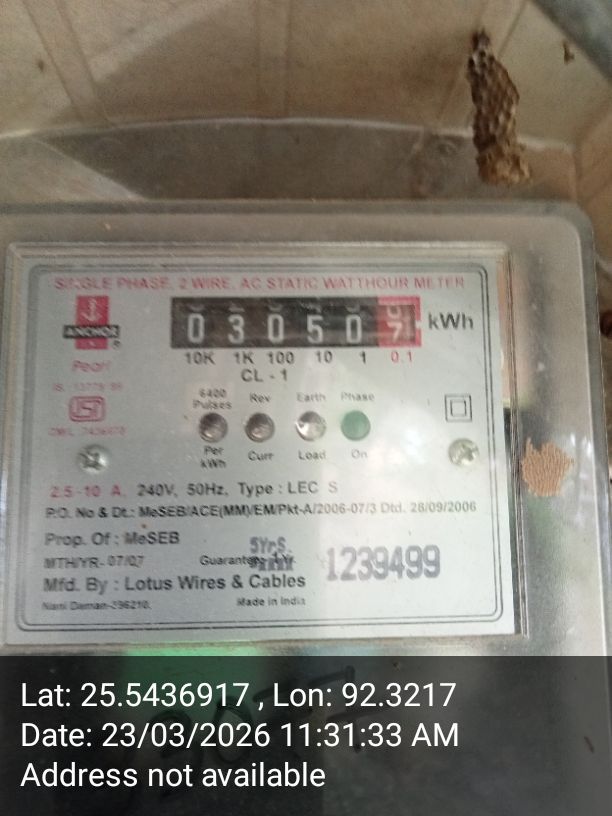 SINGLE PHASE, 2 WIRE, AC STATIC WATTHOUR METER
ANCHOR
Pearl
0 3 0 5 0 7 kWh
10K 1K 100 10 1 0.1
CL - 1
6400 Pulses Per kWh
Rev Curr
Earth Load
Phase On
2.5-10 A, 240V, 50Hz, Type : LEC S
P.O. No & Dt.: MeSEB/ACE(MM)/EM/Pkt-A/2006-07/3 Dtd. 28/09/2006
Prop. Of : MeSEB
MTH/YR- 07/07 Guarantee 5YrS. 1239499
Mfd. By : Lotus Wires & Cables
Nani Daman-396210. Made in India
Lat: 25.5436917 , Lon: 92.3217
Date: 23/03/2026 11:31:33 AM
Address not available